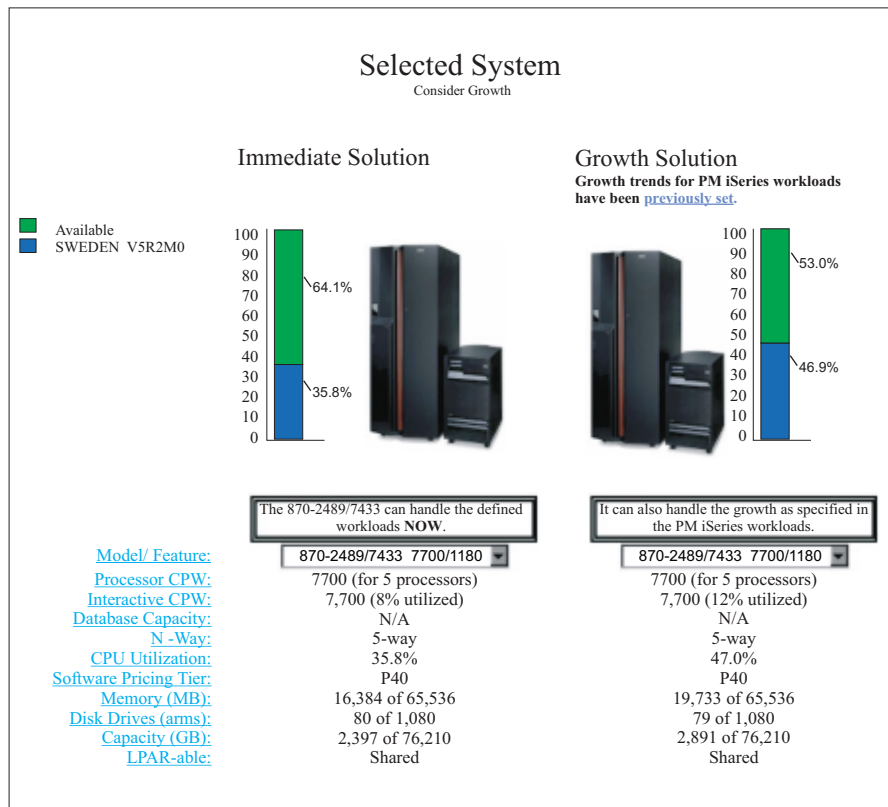 Selected System
Consider Growth
Immediate Solution
Growth Solution
Growth trends for PM iSeries workloads
have been previously set.
Available
SWEDEN V5R2M0
100
90
80
70
60
50
40
30
20
10
0
64.1%
35.8%
100
90
80
70
60
50
40
30
20
10
0
53.0%
46.9%
The 870-2489/7433 can handle the defined
workloads NOW.
It can also handle the growth as specified in
the PM iSeries workloads.
Model/ Feature: 870-2489/7433 7700/1180 870-2489/7433 7700/1180
Processor CPW: 7700 (for 5 processors) 7700 (for 5 processors)
Interactive CPW: 7,700 (8% utilized) 7,700 (12% utilized)
Database Capacity: N/A N/A
N -Way: 5-way 5-way
CPU Utilization: 35.8% 47.0%
Software Pricing Tier: P40 P40
Memory (MB): 16,384 of 65,536 19,733 of 65,536
Disk Drives (arms): 80 of 1,080 79 of 1,080
Capacity (GB): 2,397 of 76,210 2,891 of 76,210
LPAR-able: Shared Shared